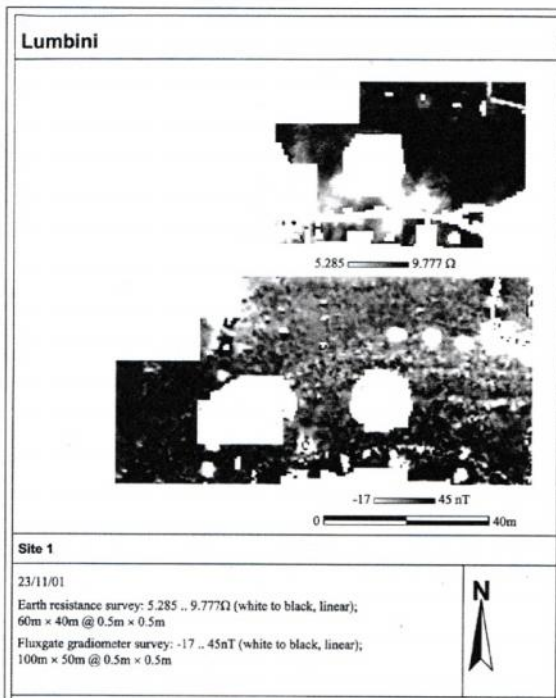 Lumbini
5.285 9.777 Ω
-17 45 nT
0 40m
Site 1
23/11/01
Earth resistance survey: 5.285 .. 9.777Ω (white to black, linear);
60m × 40m @ 0.5m × 0.5m
Fluxgate gradiometer survey: -17 .. 45nT (white to black, linear);
100m × 50m @ 0.5m × 0.5m
N